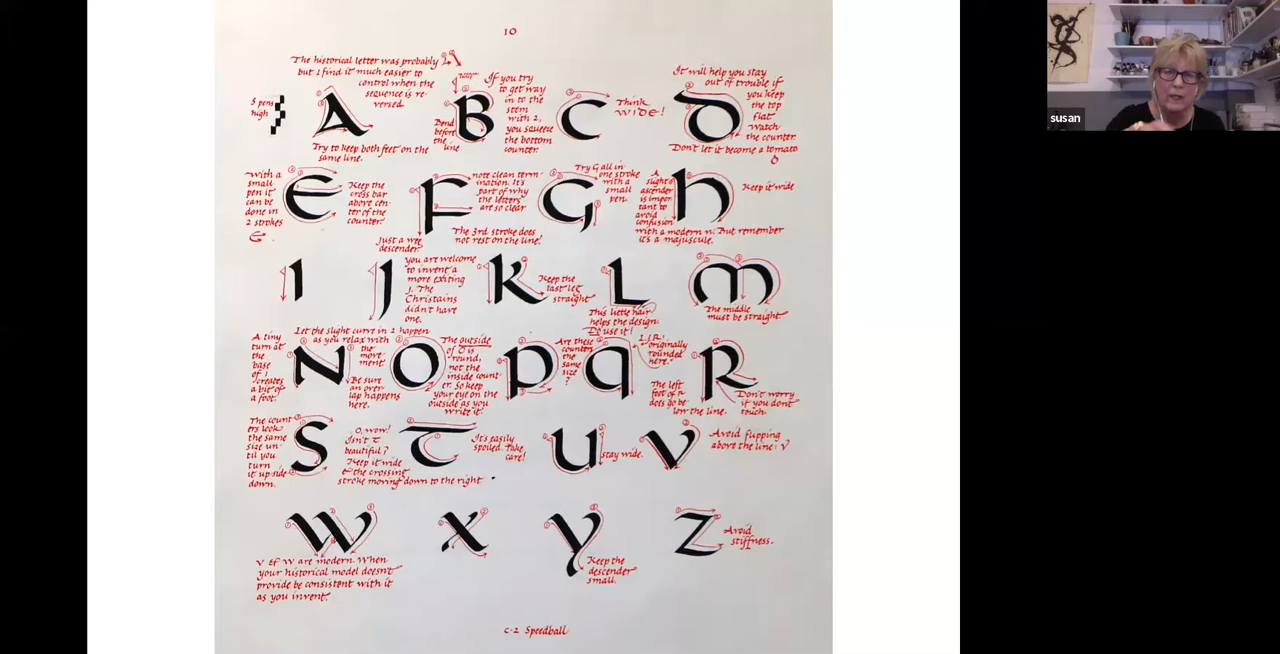 10
The historical letter was probably
but I find it much easier to
control when the
sequence is re-
versed.
5 pens
high
A
Try to keep both feet on the
same line.
B
Bend
before
the
line
If you try
to get way
in to the
stem
with 2,
you squeeze
the bottom
counter.
C
Think
WIDE!
It will help you stay
out of trouble if
you keep
the top
flat
watch
the counter.
D
Don't let it become a tomato
with a
small
pen it
can be
done in
2 strokes
E
Keep the
cross bar
above cen-
ter of the
counter.
F
note clean term-
ination. It's
part of why
the letters
are so clear
The 3rd stroke does
not rest on the line!
Just a wee
descender
Try G all in
one stroke
with a
small
pen.
G
A
slight
ascender
is impor
tant to
avoid
confusion
with a modern n. But remember
it's a majuscule.
h
Keep it wide
I
J
you are welcome
to invent a
more exiting
J. The
Christains
didn't have
one.
K
Keep the
last leg
straight
L
This little hair
helps the design.
Do use it!
M
The middle
must be straight
A tiny
turn at
the
base
of 1
creates
a bit of
a foot.
Let the slight curve in 2 happen
as you relax with
the
move
ment
N
Be sure
an over
lap happens
here.
O
The outside
of O is
round,
not the
inside count
er. So keep
your eye on the
outside as you
write it.
P
Are these
counters
the
same
size
?
q
originally
rounded
here.
The left
foot of R
does go be
low the line.
R
Don't worry
if you don't
touch.
The count
ers look
the same
size un-
til you
turn
it up side
down.
S
O, wow!
Isn't T
beautiful?
Keep it wide
& the crossing
stroke moving down to the right
T
It's easily
spoiled. Take
care!
U
stay wide.
V
Avoid flipping
above the line: V
W
V & W are modern. When
your historical model doesn't
provide be consistent with it
as you invent.
X
y
Keep the
descender
small.
Z
Avoid
stiffness.
C-2 Speedball
susan